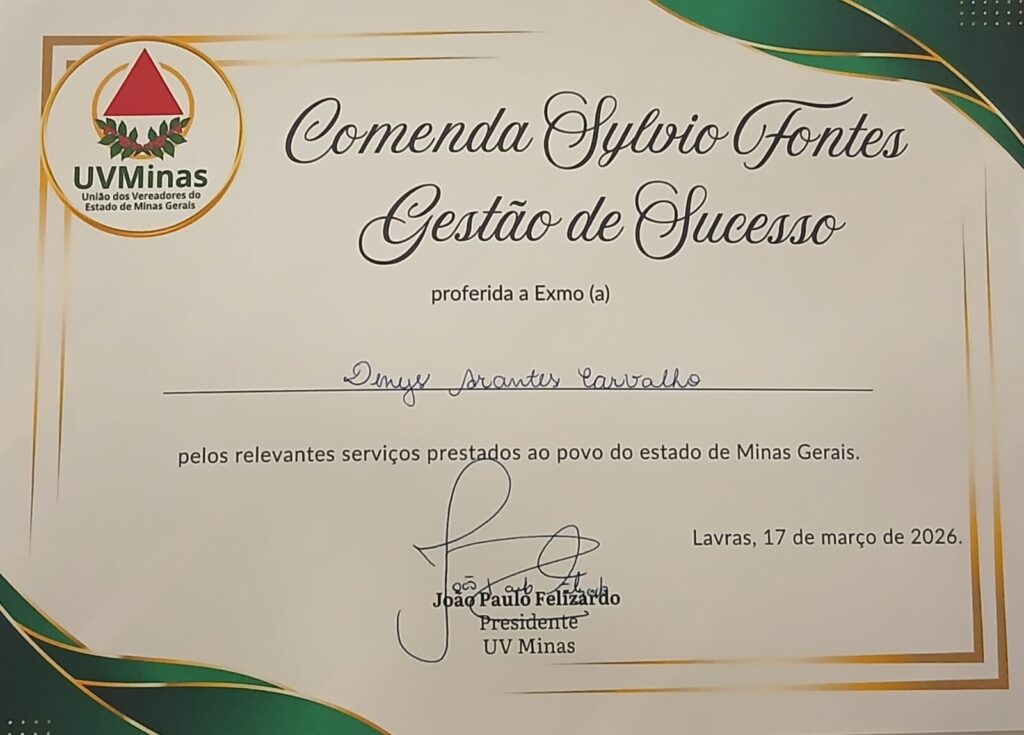 UVMinas
União dos Vereadores do
Estado de Minas Gerais
Comenda Sylvio Fontes
Gestão de Sucesso
proferida a Exmo (a)
Denys Arantes Carvalho
pelos relevantes serviços prestados ao povo do estado de Minas Gerais.
Lavras, 17 de março de 2026.
João Paulo Felizardo
Presidente
UV Minas